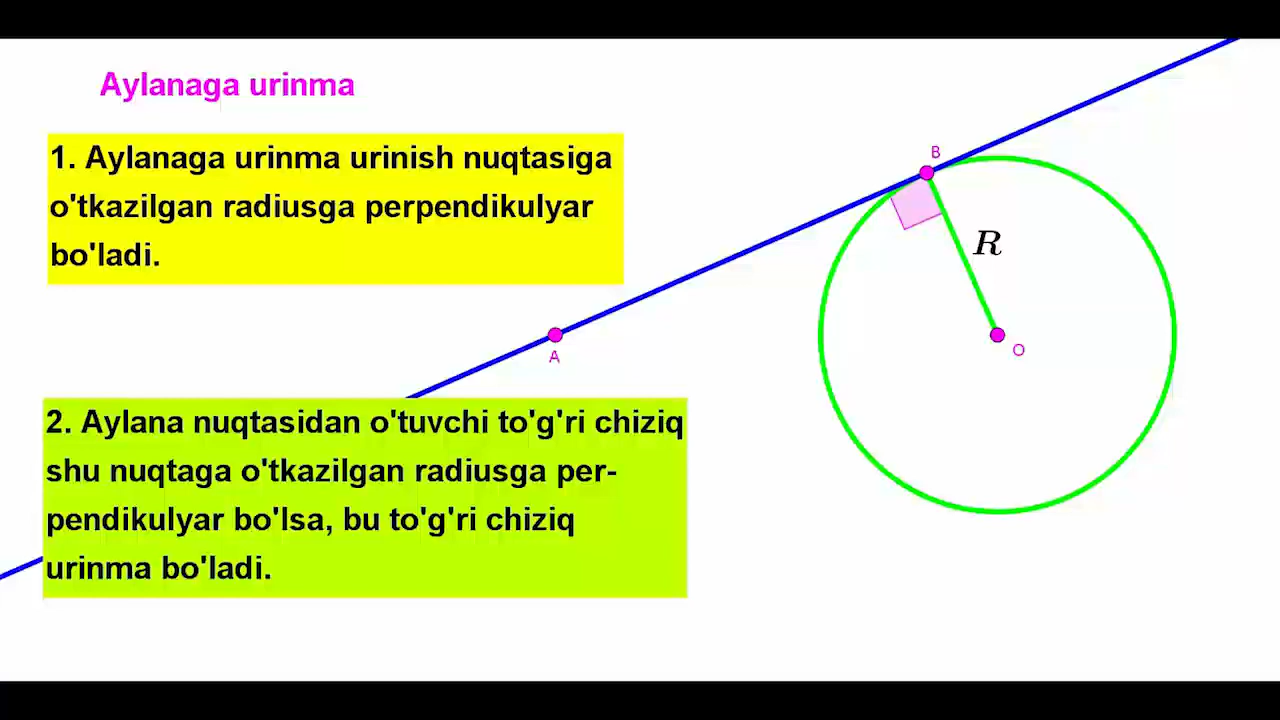 Aylanaga urinma
1. Aylanaga urinma urinish nuqtasiga
o'tkazilgan radiusga perpendikulyar
bo'ladi.
B
R
A
O
2. Aylana nuqtasidan o'tuvchi to'g'ri chiziq
shu nuqtaga o'tkazilgan radiusga per-
pendikulyar bo'lsa, bu to'g'ri chiziq
urinma bo'ladi.